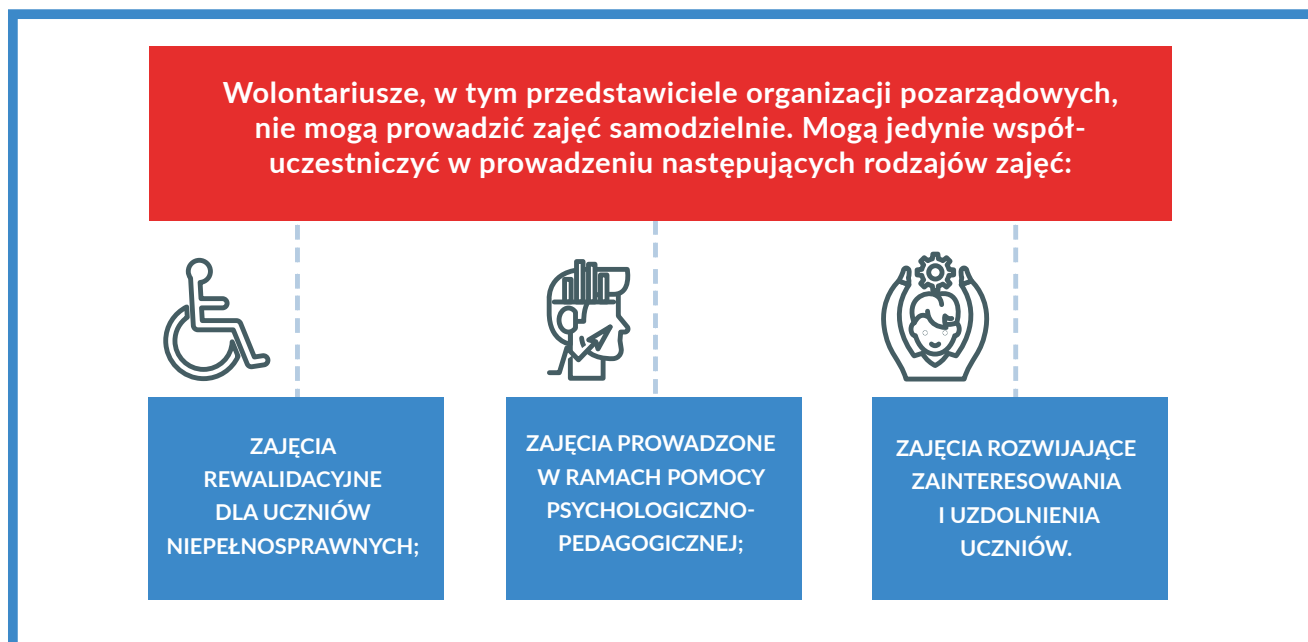 Wolontariusze, w tym przedstawiciele organizacji pozarządowych,
nie mogą prowadzić zajęć samodzielnie. Mogą jedynie współ-
uczestniczyć w prowadzeniu następujących rodzajów zajęć:
ZAJĘCIA
REWALIDACYJNE
DLA UCZNIÓW
NIEPEŁNOSPRAWNYCH;
ZAJĘCIA PROWADZONE
W RAMACH POMOCY
PSYCHOLOGICZNO-
PEDAGOGICZNEJ;
ZAJĘCIA ROZWIJAJĄCE
ZAINTERESOWANIA
I UZDOLNIENIA
UCZNIÓW.